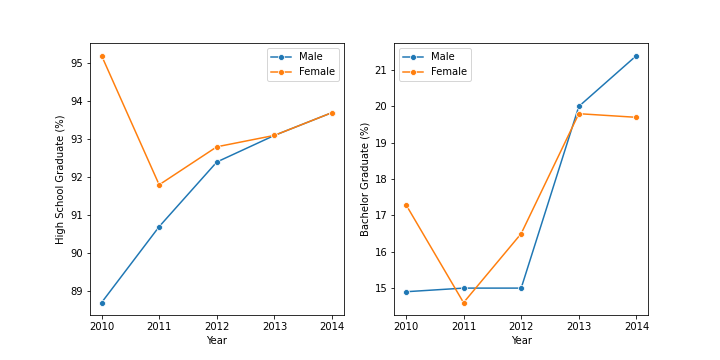 Male
Female
High School Graduate (%)
95
94
93
92
91
90
89
2010 2011 2012 2013 2014
Year
Male
Female
Bachelor Graduate (%)
21
20
19
18
17
16
15
2010 2011 2012 2013 2014
Year